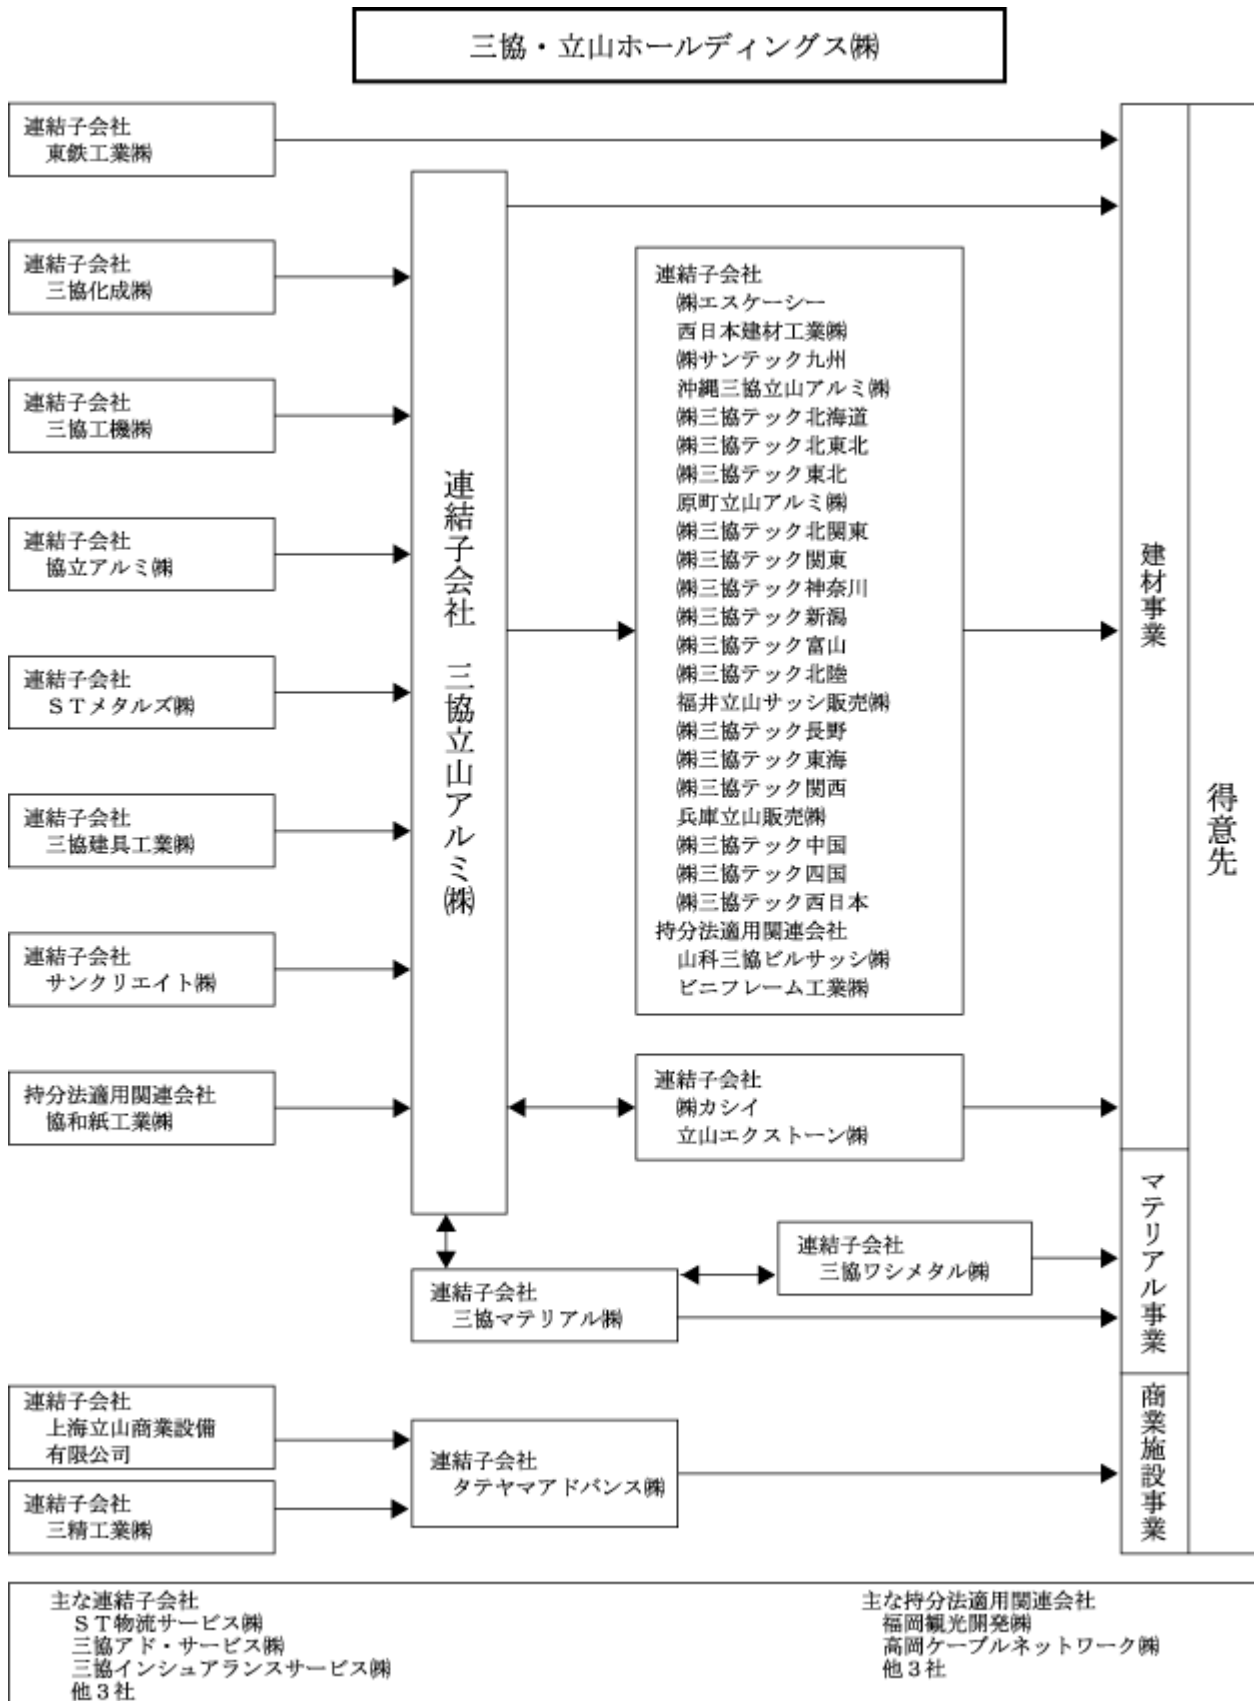 三協・立山ホールディングス㈱
連結子会社
東鉄工業㈱
連結子会社
三協化成㈱
連結子会社
三協工機㈱
連結子会社
協立アルミ㈱
連結子会社
ＳＴメタルズ㈱
連結子会社
三協建具工業㈱
連結子会社
サンクリエイト㈱
持分法適用関連会社
協和紙工業㈱
連結子会社　三協立山アルミ㈱
連結子会社
㈱エスケーシー
西日本建材工業㈱
㈱サンテック九州
沖縄三協立山アルミ㈱
㈱三協テック北海道
㈱三協テック北東北
㈱三協テック東北
原町立山アルミ㈱
㈱三協テック北関東
㈱三協テック関東
㈱三協テック神奈川
㈱三協テック新潟
㈱三協テック富山
㈱三協テック北陸
福井立山サッシ販売㈱
㈱三協テック長野
㈱三協テック東海
㈱三協テック関西
兵庫立山販売㈱
㈱三協テック中国
㈱三協テック四国
㈱三協テック西日本
持分法適用関連会社
山科三協ビルサッシ㈱
ビニフレーム工業㈱
連結子会社
㈱カシイ
立山エクストーン㈱
連結子会社
三協ワシメタル㈱
連結子会社
三協マテリアル㈱
連結子会社
上海立山商業設備
有限公司
連結子会社
三精工業㈱
連結子会社
タテヤマアドバンス㈱
建材事業
マテリアル事業
商業施設事業
得意先
主な連結子会社
ＳＴ物流サービス㈱
三協アド・サービス㈱
三協インシュアランスサービス㈱
他３社
主な持分法適用関連会社
福岡観光開発㈱
高岡ケーブルネットワーク㈱
他３社